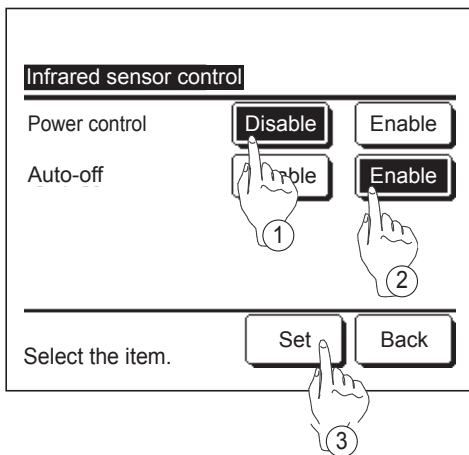 Infrared sensor control
Power control Disable Enable
Auto-off Enable
1
2
Select the item. Set Back
3